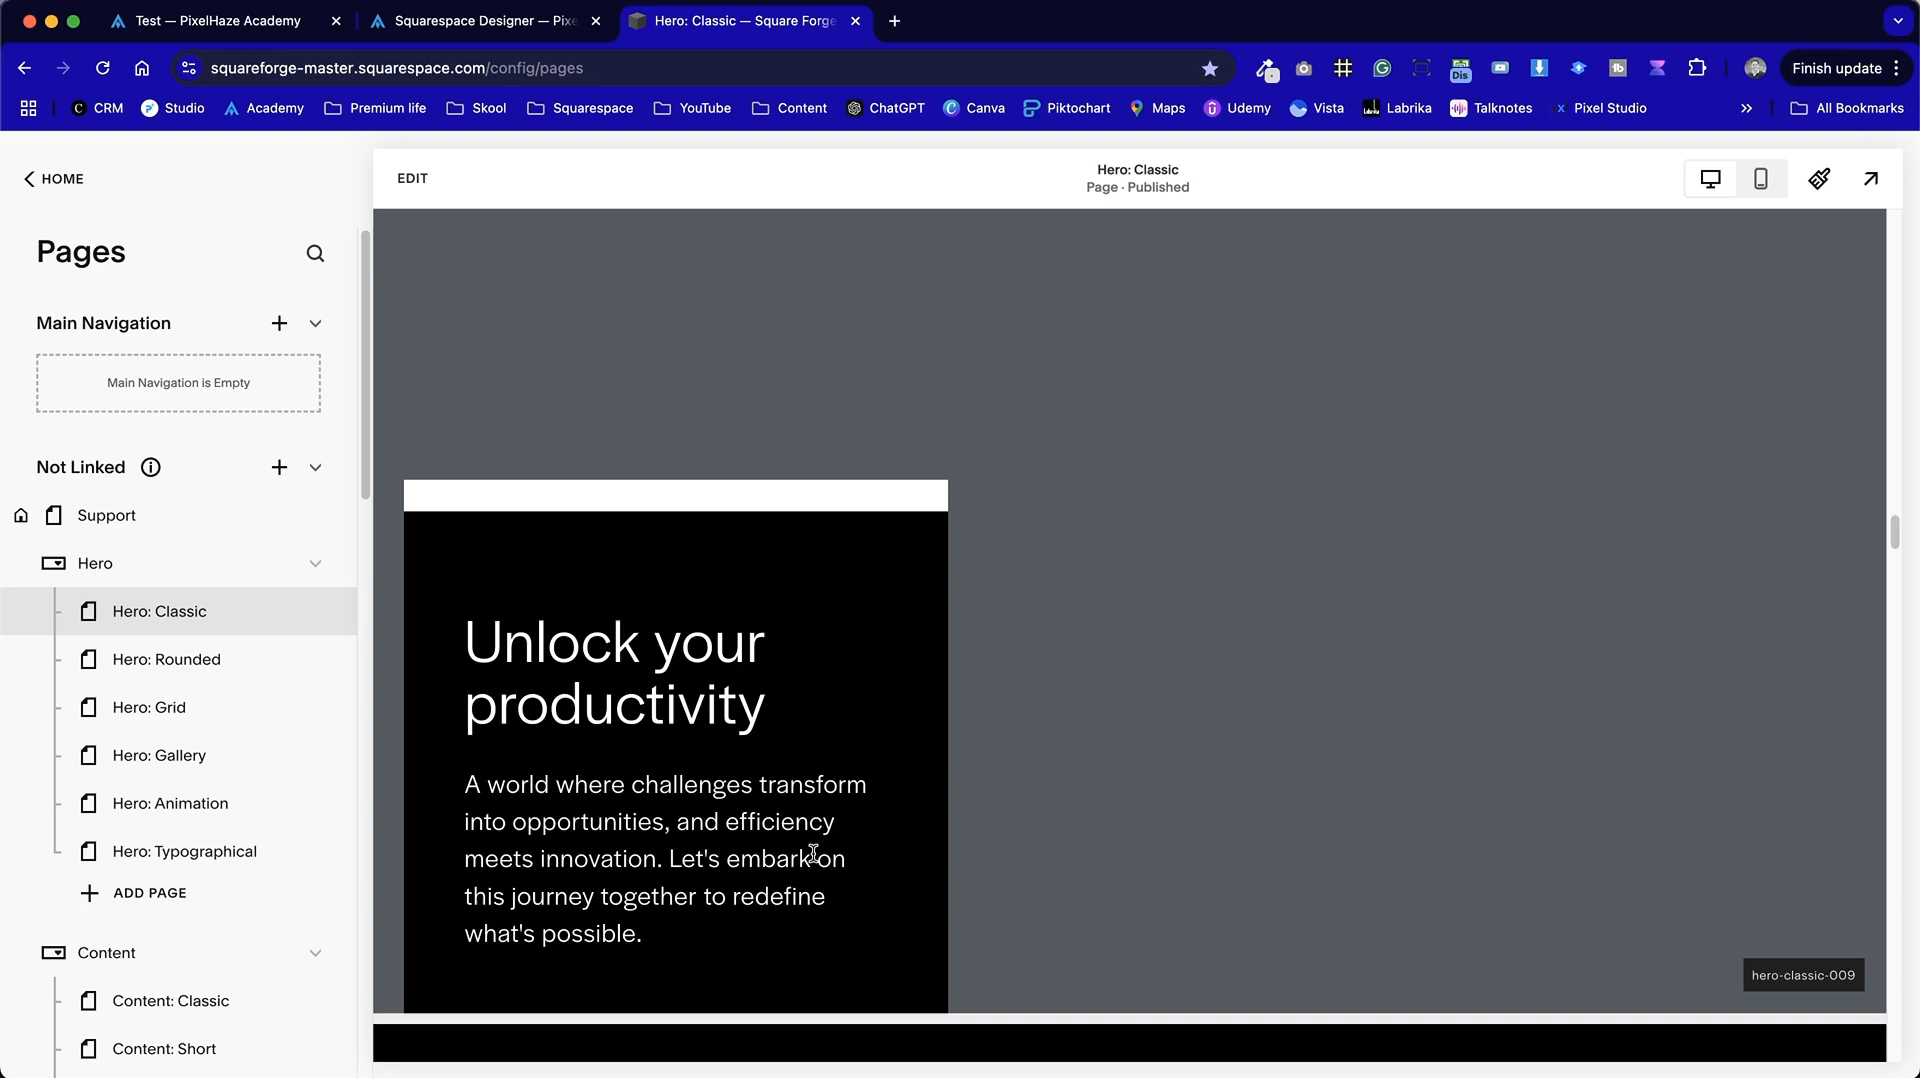 Test — PixelHaze Academy
Squarespace Designer — Pixe
Hero: Classic — Square Forge
squareforge-master.squarespace.com/config/pages
Finish update
CRM
Studio
Academy
Premium life
Skool
Squarespace
YouTube
Content
ChatGPT
Canva
Piktochart
Maps
Udemy
Vista
Labrika
Talknotes
Pixel Studio
All Bookmarks
HOME
EDIT
Hero: Classic
Page · Published
Pages
Main Navigation
Main Navigation is Empty
Not Linked
Support
Hero
Hero: Classic
Hero: Rounded
Hero: Grid
Hero: Gallery
Hero: Animation
Hero: Typographical
ADD PAGE
Content
Content: Classic
Content: Short
Unlock your
productivity
A world where challenges transform
into opportunities, and efficiency
meets innovation. Let's embark on
this journey together to redefine
what's possible.
hero-classic-009